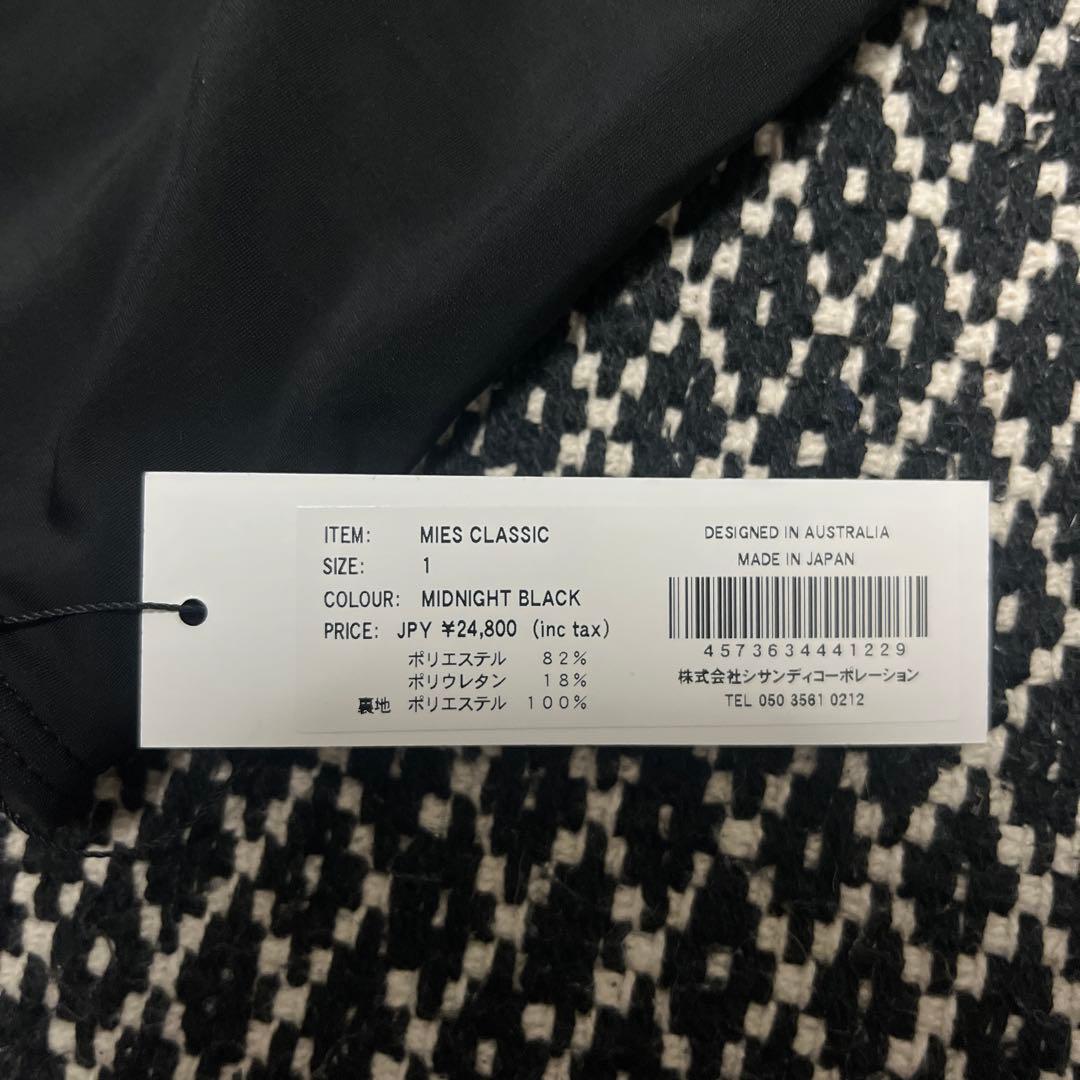 ITEM: MIES CLASSIC
SIZE: 1
COLOUR: MIDNIGHT BLACK
PRICE: JPY ¥24,800 (inc tax)
ポリエステル 82%
ポリウレタン 18%
裏地 ポリエステル 100%
DESIGNED IN AUSTRALIA
MADE IN JAPAN
4573634441229
株式会社シサンディコーポレーション
TEL 050 3561 0212